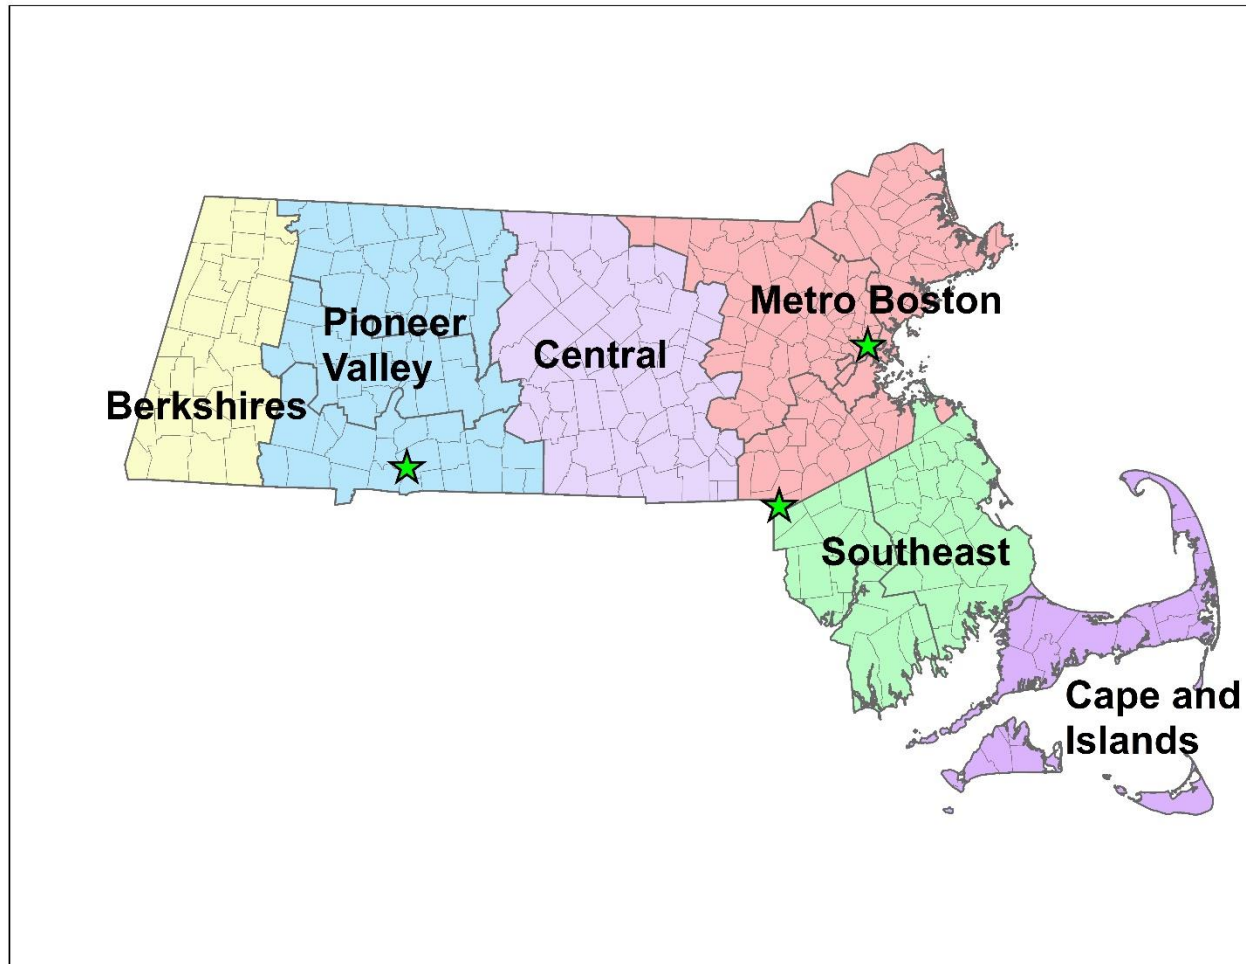 Metro Boston
Pioneer
Valley
Central
Berkshires
Southeast
Cape and
Islands